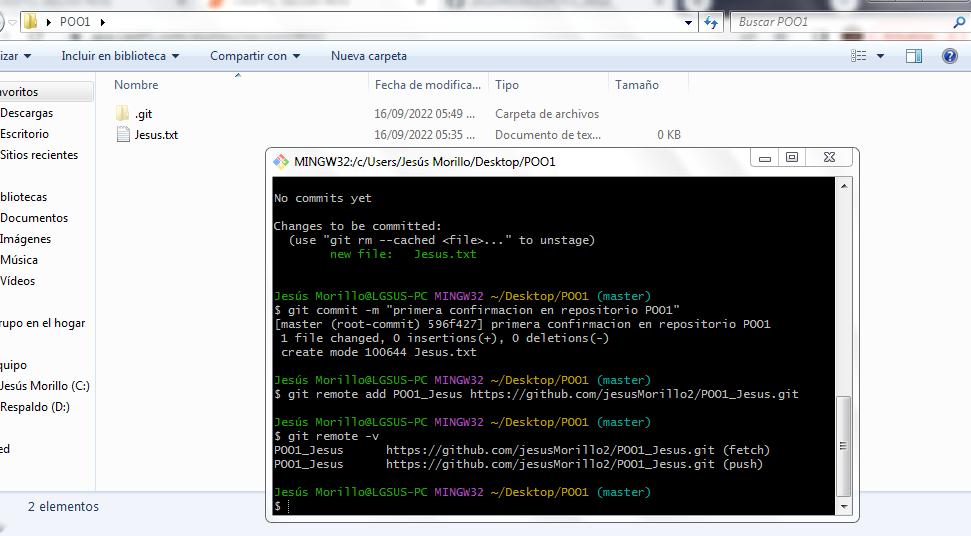 POO1
Buscar POO1
izar
Incluir en biblioteca
Compartir con
Nueva carpeta
avoritos
Descargas
Escritorio
Sitios recientes
bliotecas
Documentos
Imágenes
Música
Vídeos
rupo en el hogar
quipo
Jesús Morillo (C:)
Respaldo (D:)
ed
Nombre
Fecha de modifica...
Tipo
Tamaño
.git
16/09/2022 05:49 ...
Carpeta de archivos
Jesus.txt
16/09/2022 05:35 ...
Documento de tex...
0 KB
MINGW32:/c/Users/Jesús Morillo/Desktop/POO1
No commits yet
Changes to be committed:
(use "git rm --cached <file>..." to unstage)
new file: Jesus.txt
Jesús Morillo@LGSUS-PC MINGW32 ~/Desktop/POO1 (master)
$ git commit -m "primera confirmacion en repositorio POO1"
[master (root-commit) 596f427] primera confirmacion en repositorio POO1
1 file changed, 0 insertions(+), 0 deletions(-)
create mode 100644 Jesus.txt
Jesús Morillo@LGSUS-PC MINGW32 ~/Desktop/POO1 (master)
$ git remote add POO1_Jesus https://github.com/jesusMorillo2/POO1_Jesus.git
Jesús Morillo@LGSUS-PC MINGW32 ~/Desktop/POO1 (master)
$ git remote -v
POO1_Jesus https://github.com/jesusMorillo2/POO1_Jesus.git (fetch)
POO1_Jesus https://github.com/jesusMorillo2/POO1_Jesus.git (push)
Jesús Morillo@LGSUS-PC MINGW32 ~/Desktop/POO1 (master)
$
2 elementos